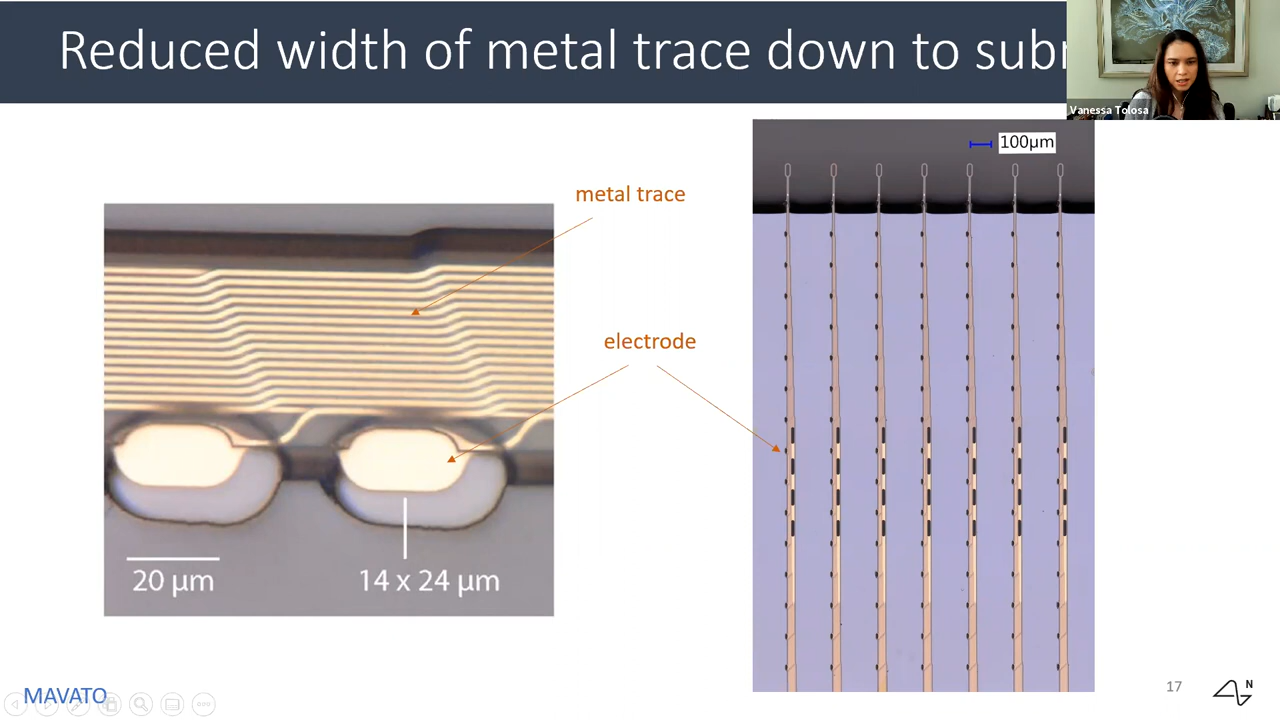 Reduced width of metal trace down to
Vanessa Tolosa
100µm
metal trace
electrode
20 µm
14 x 24 µm
MAVATO
17
N